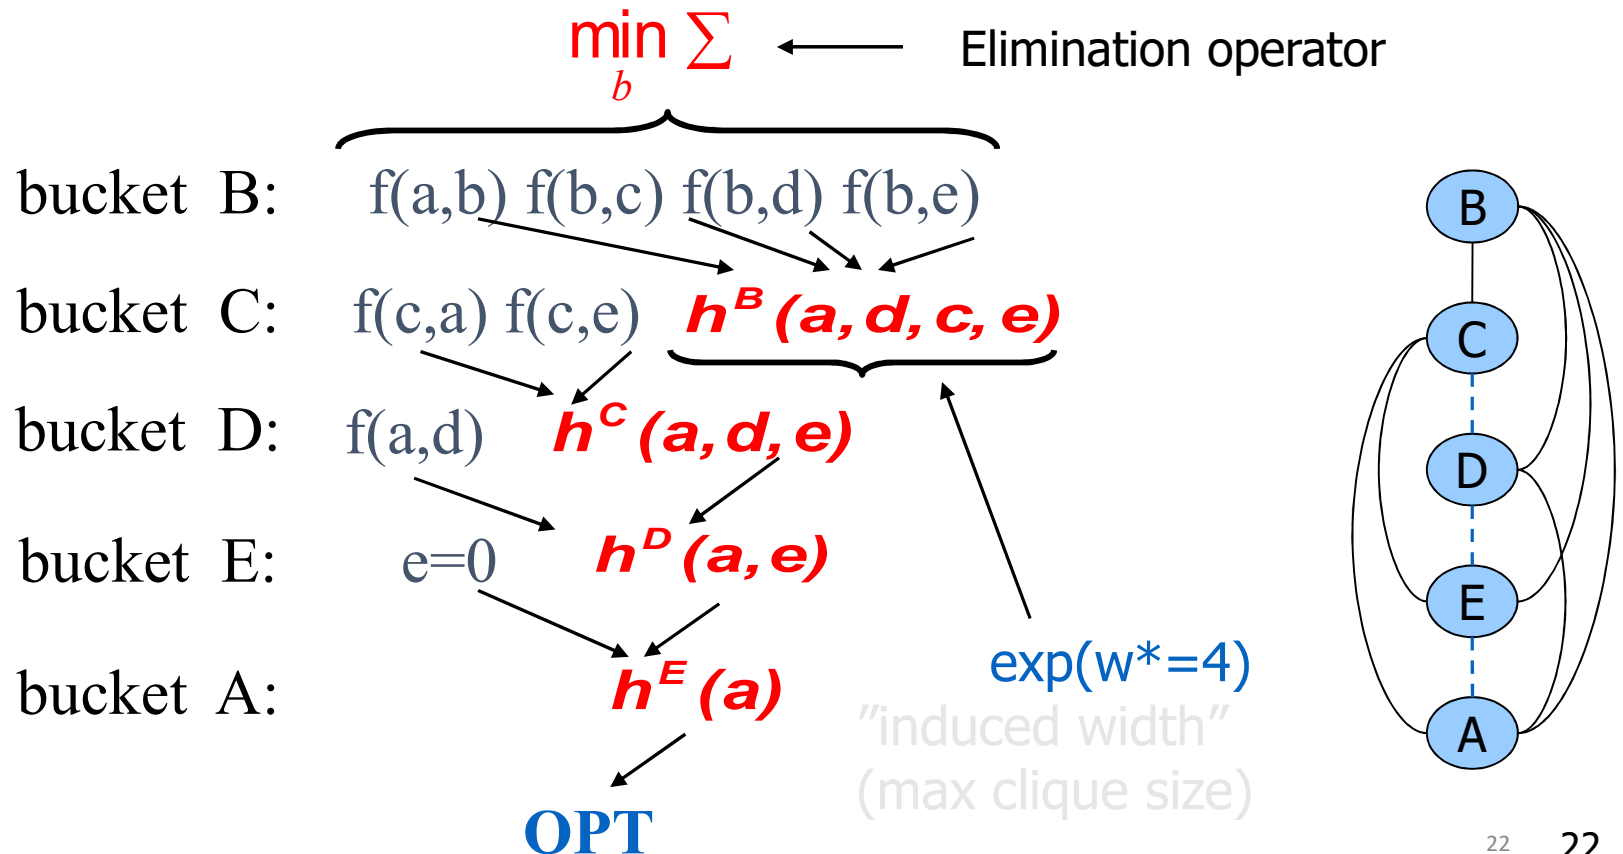 min Σ
b
Elimination operator
bucket B: f(a,b) f(b,c) f(b,d) f(b,e)
bucket C: f(c,a) f(c,e) h^B (a, d, c, e)
bucket D: f(a,d) h^C (a, d, e)
bucket E: e=0 h^D (a, e)
bucket A: h^E (a)
OPT
exp(w*=4)
”induced width”
(max clique size)
B
C
D
E
A
22 22